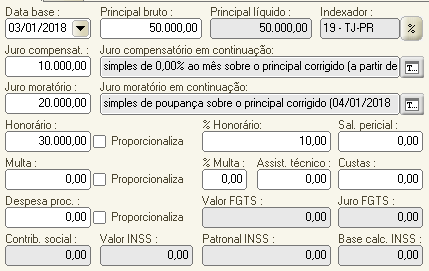 Data base : Principal bruto : Principal líquido : Indexador :
03/01/2018 50.000,00 50.000,00 19 - TJ-PR %
Juro compensat. : Juro compensatório em continuação:
10.000,00 simples de 0,00% ao mês sobre o principal corrigido (a partir de T...
Juro moratório : Juro moratório em continuação:
20.000,00 simples de poupança sobre o principal corrigido (04/01/2018 T...
Honorário : % Honorário: Sal. pericial :
30.000,00 Proporcionaliza 10,00 0,00
Multa : % Multa : Assist. técnico : Custas :
0,00 Proporcionaliza 0,00 0,00 0,00
Despesa proc. : Valor FGTS : Juro FGTS :
0,00 Proporcionaliza 0,00 0,00
Contrib. social : Valor INSS : Patronal INSS : Base calc. INSS :
0,00 0,00 0,00 0,00